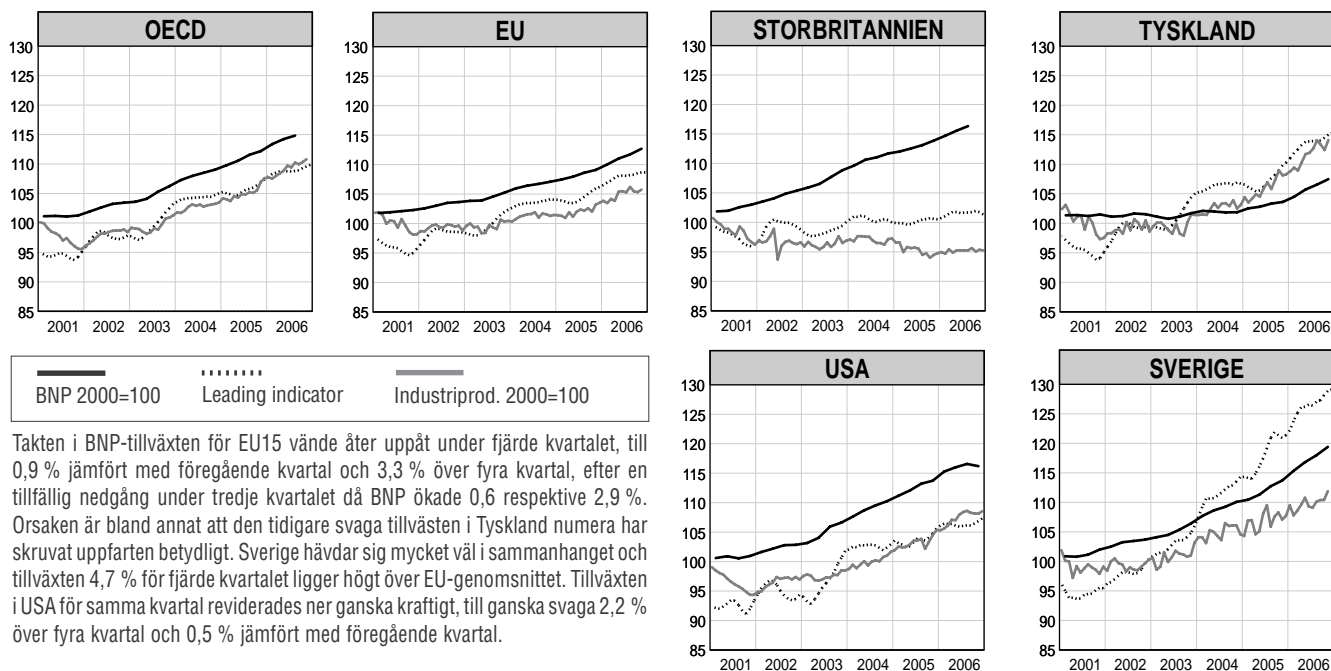 OECD
130
125
120
115
110
105
100
95
90
85
2001 2002 2003 2004 2005 2006
EU
130
125
120
115
110
105
100
95
90
85
2001 2002 2003 2004 2005 2006
STORBRITANNIEN
130
125
120
115
110
105
100
95
90
85
2001 2002 2003 2004 2005 2006
TYSKLAND
130
125
120
115
110
105
100
95
90
85
2001 2002 2003 2004 2005 2006
BNP 2000=100 Leading indicator Industriprod. 2000=100
Takten i BNP-tillväxten för EU15 vände åter uppåt under fjärde kvartalet, till
0,9 % jämfört med föregående kvartal och 3,3 % över fyra kvartal, efter en
tillfällig nedgång under tredje kvartalet då BNP ökade 0,6 respektive 2,9 %.
Orsaken är bland annat att den tidigare svaga tillvästen i Tyskland numera har
skruvat uppfarten betydligt. Sverige hävdar sig mycket väl i sammanhanget och
tillväxten 4,7 % för fjärde kvartalet ligger högt över EU-genomsnittet. Tillväxten
i USA för samma kvartal reviderades ner ganska kraftigt, till ganska svaga 2,2 %
över fyra kvartal och 0,5 % jämfört med föregående kvartal.
USA
130
125
120
115
110
105
100
95
90
85
2001 2002 2003 2004 2005 2006
SVERIGE
130
125
120
115
110
105
100
95
90
85
2001 2002 2003 2004 2005 2006